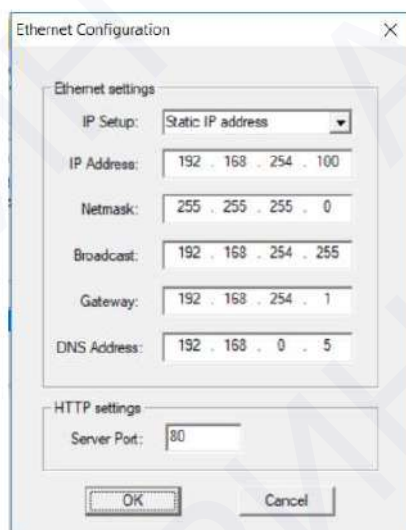 Ethernet Configuration
Ethernet settings
IP Setup: Static IP address
IP Address: 192 . 168 . 254 . 100
Netmask: 255 . 255 . 255 . 0
Broadcast: 192 . 168 . 254 . 255
Gateway: 192 . 168 . 254 . 1
DNS Address: 192 . 168 . 0 . 5
HTTP settings
Server Port: 80
OK Cancel